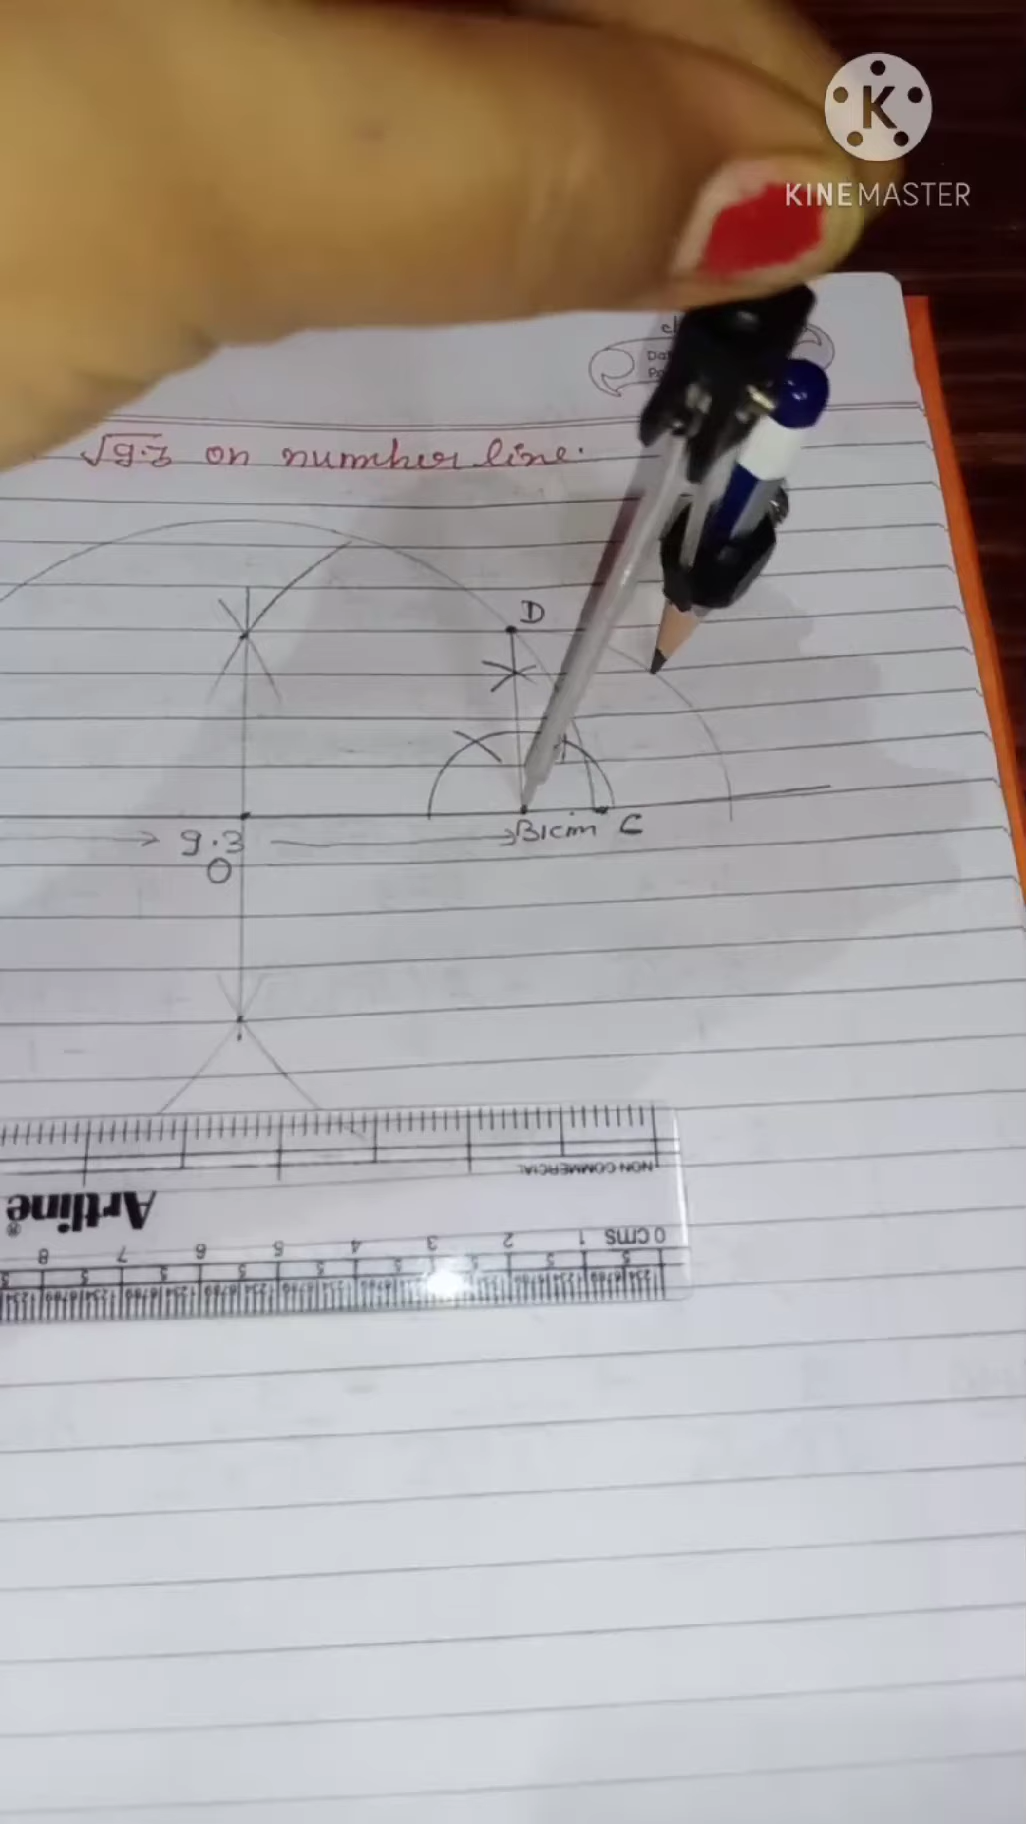 K
KINEMASTER
√9.3 on number line.
D
→ 9.3 → B 1cm C
O
NON COMMERCIAL
Artline®
0 cms 1 2 3 4 5 6 7 8